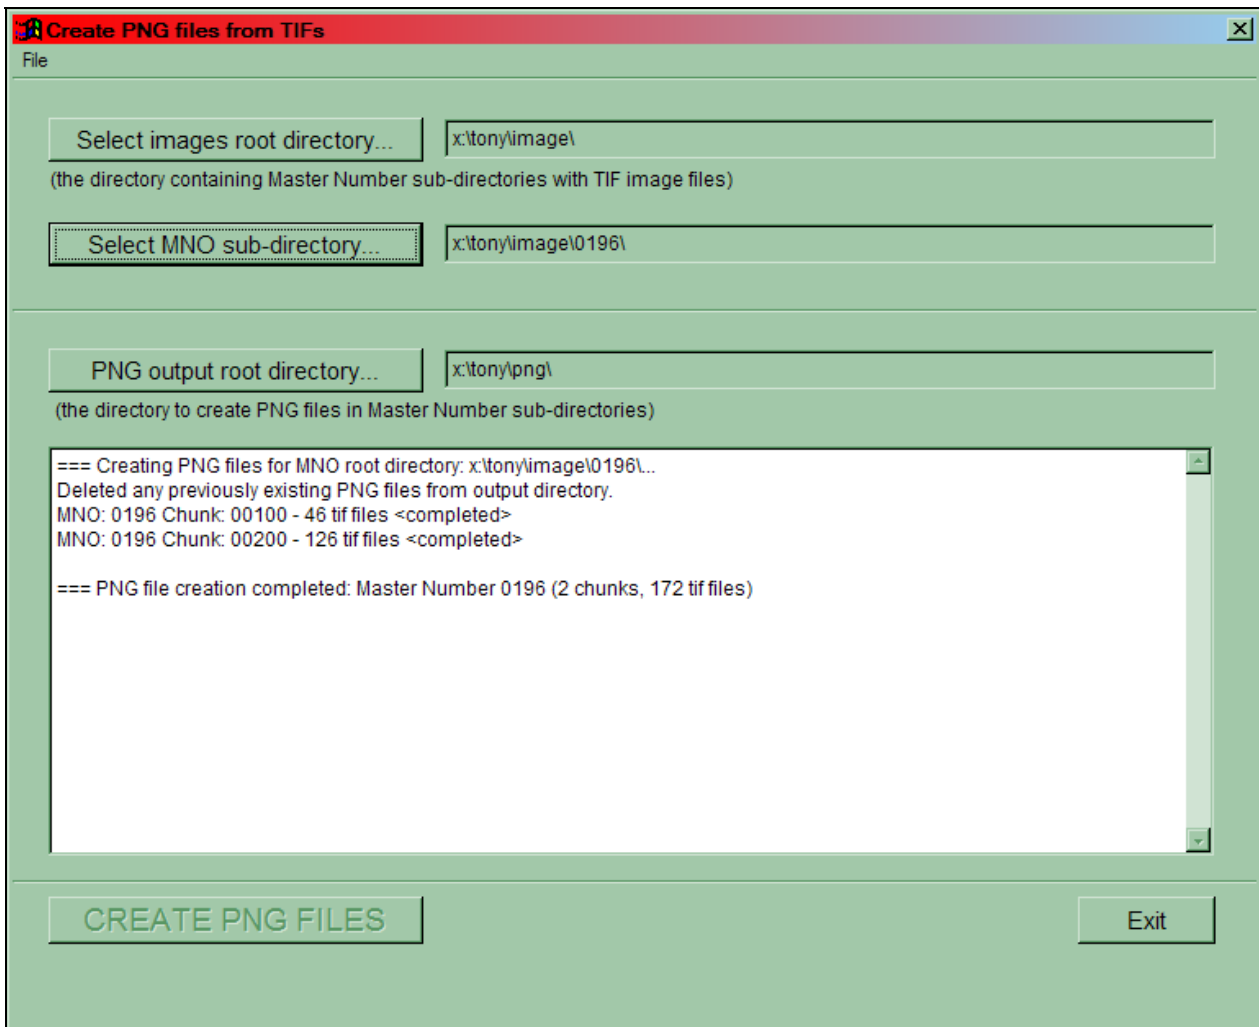 Create PNG files from TIFs
File
Select images root directory...
x:\tony\image\
(the directory containing Master Number sub-directories with TIF image files)
Select MNO sub-directory...
x:\tony\image\0196\
PNG output root directory...
x:\tony\png\
(the directory to create PNG files in Master Number sub-directories)
=== Creating PNG files for MNO root directory: x:\tony\image\0196\...
Deleted any previously existing PNG files from output directory.
MNO: 0196 Chunk: 00100 - 46 tif files <completed>
MNO: 0196 Chunk: 00200 - 126 tif files <completed>
=== PNG file creation completed: Master Number 0196 (2 chunks, 172 tif files)
CREATE PNG FILES
Exit